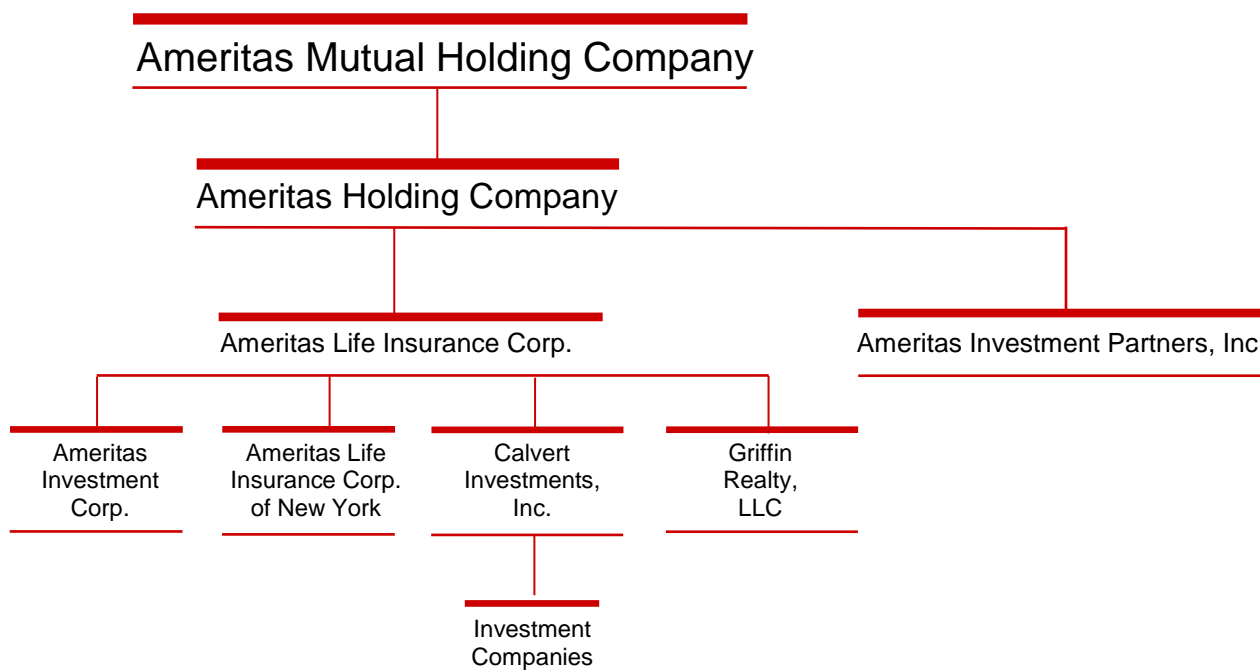 Ameritas Mutual Holding Company
Ameritas Holding Company
Ameritas Life Insurance Corp.
Ameritas Investment Partners, Inc
Ameritas
Investment
Corp.
Ameritas Life
Insurance Corp.
of New York
Calvert
Investments,
Inc.
Griffin
Realty,
LLC
Investment
Companies